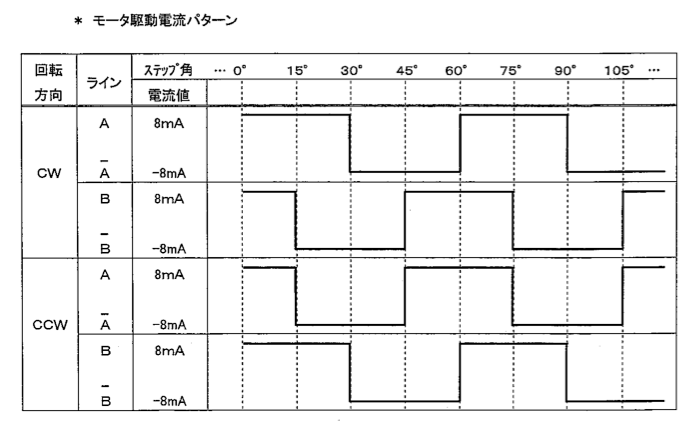 * モータ駆動電流パターン
回転方向 ライン ステップ角 … 0° 15° 30° 45° 60° 75° 90° 105° …
電流値
CW
A 8mA
A̅ -8mA
B 8mA
B̅ -8mA
CCW
A 8mA
A̅ -8mA
B 8mA
B̅ -8mA